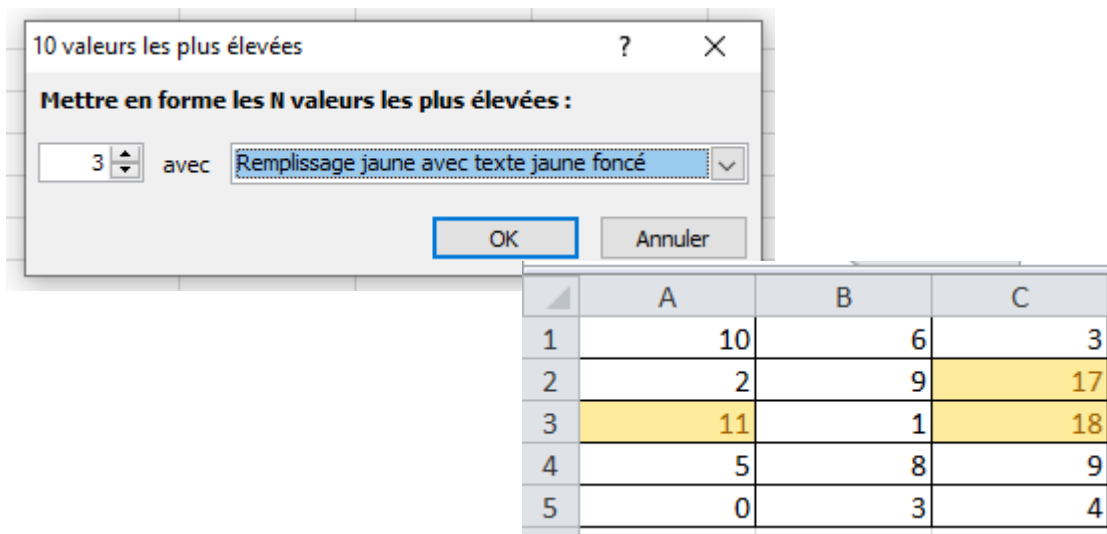 10 valeurs les plus élevées ? X
Mettre en forme les N valeurs les plus élevées :
3 avec Remplissage jaune avec texte jaune foncé
OK Annuler
A B C
1 10 6 3
2 2 9 17
3 11 1 18
4 5 8 9
5 0 3 4